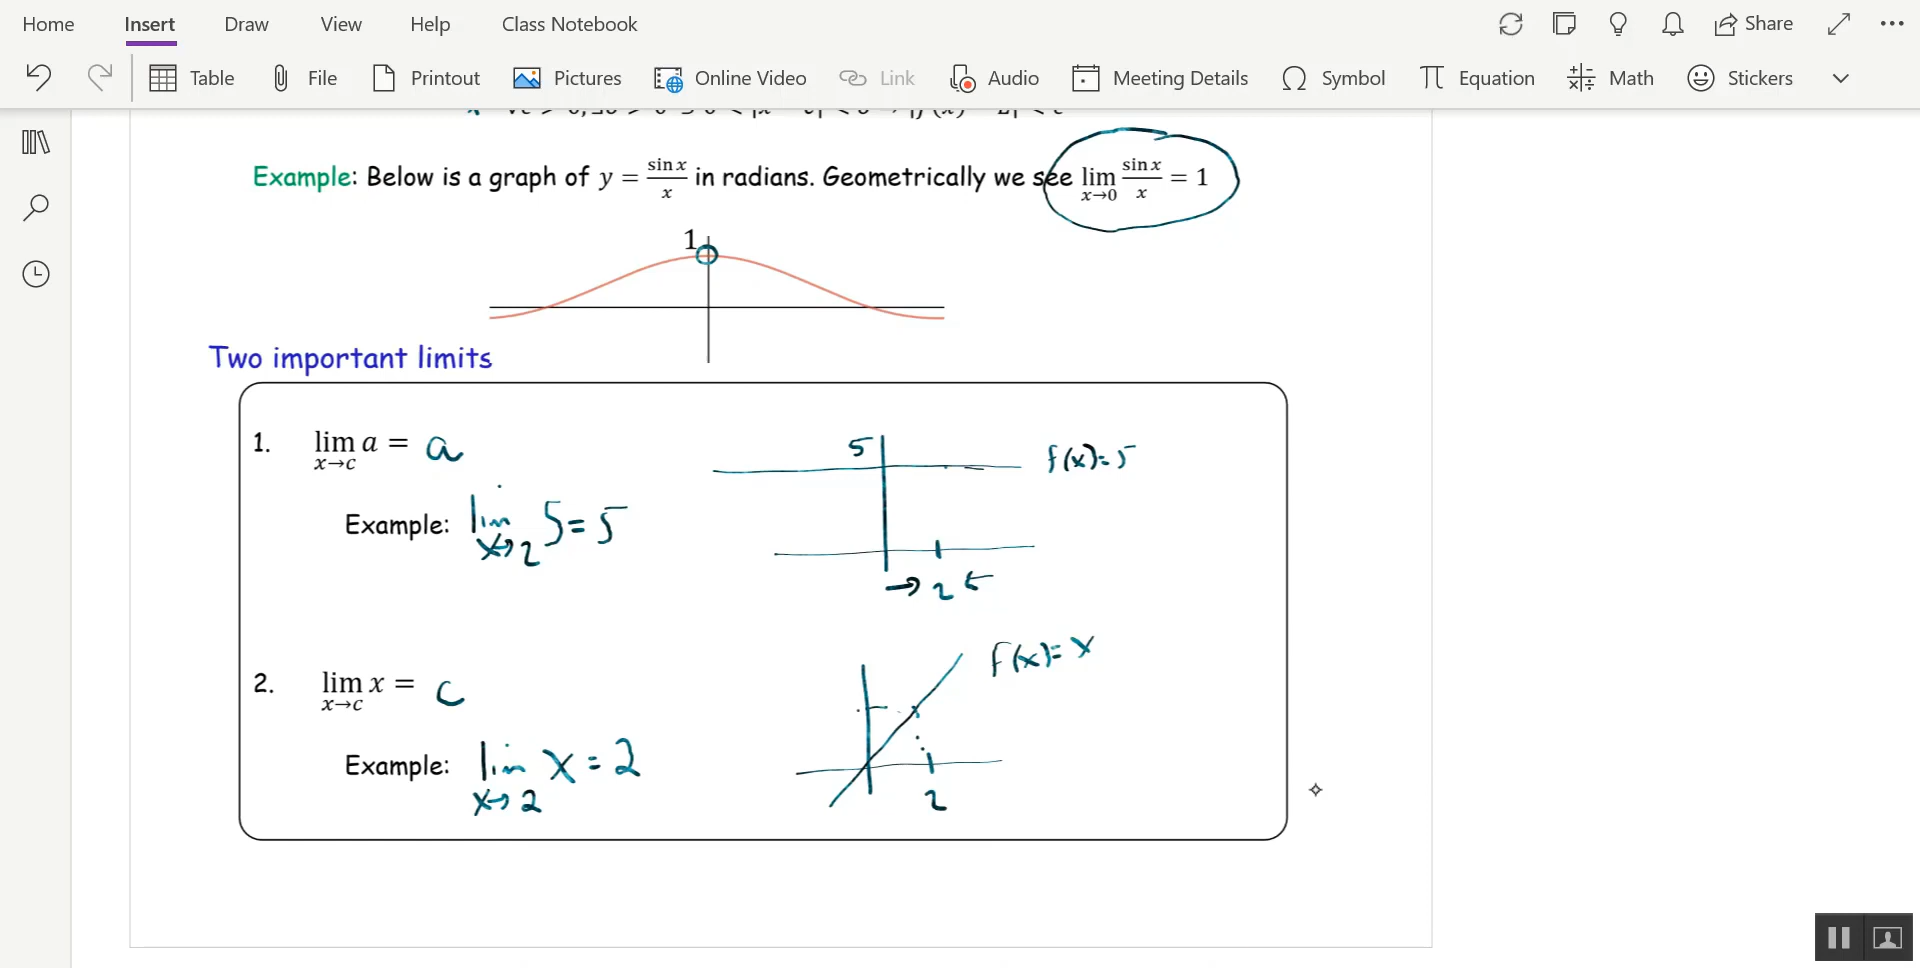 Home Insert Draw View Help Class Notebook Share
Table File Printout Pictures Online Video Link Audio Meeting Details Symbol Equation Math Stickers
Example: Below is a graph of y = sin x / x in radians. Geometrically we see lim x→0 sin x / x = 1
1
Two important limits
1. lim x→c a = a
5 f(x)=5
Example: lim x→2 5 = 5
→ 2 ←
2. lim x→c x = c
f(x)=x
Example: lim x→2 x = 2
2